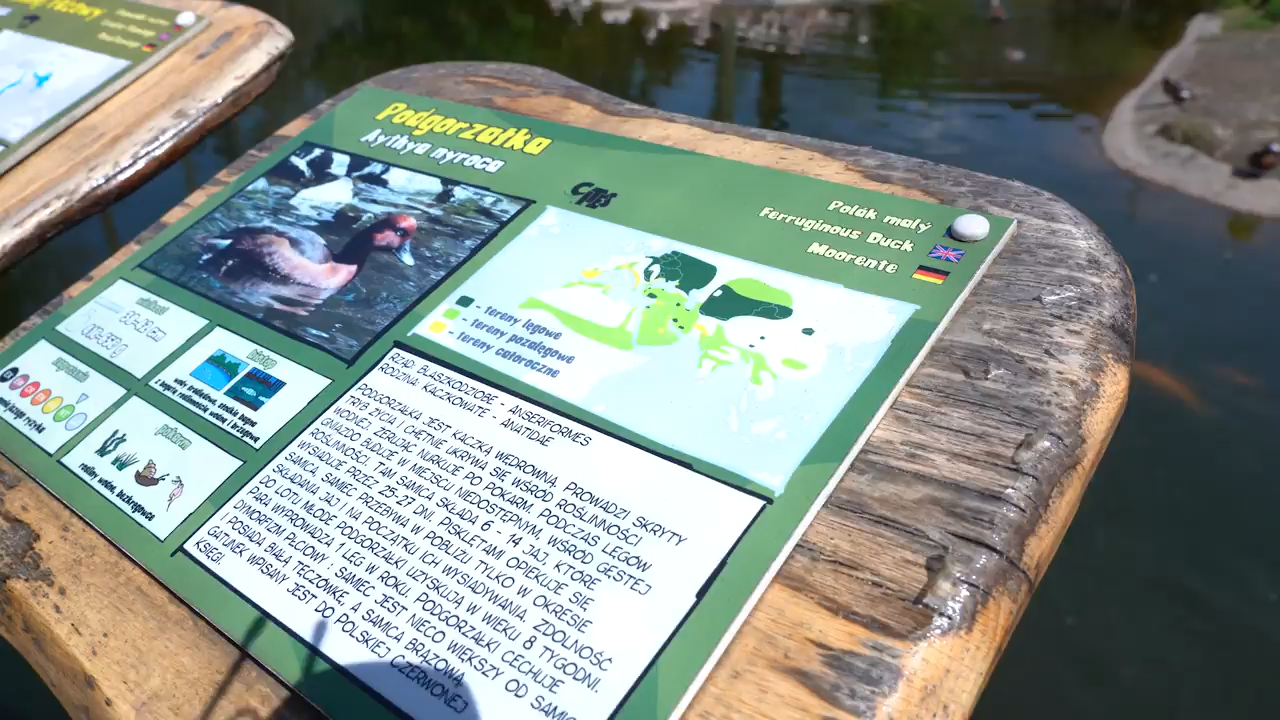 Podgorzałka
Aythya nyroca
CITES
Polák malý
Ferruginous Duck
Moorente
- tereny lęgowe
- tereny pozalęgowe
- tereny całoroczne
biotop
pokarm
rośliny wodne, bezkręgowce
RZĄD: BLASZKODZIOBE - ANSERIFORMES
RODZINA: KACZKOWATE - ANATIDAE
PODGORZAŁKA JEST KACZKĄ WĘDROWNĄ. PROWADZI SKRYTY
TRYB ŻYCIA I CHĘTNIE UKRYWA SIĘ WŚRÓD ROŚLINNOŚCI
WODNEJ. ŻERUJĄC NURKUJE PO POKARM. PODCZAS LĘGÓW
GNIAZDO BUDUJE W MIEJSCU NIEDOSTĘPNYM, WŚRÓD GĘSTEJ
ROŚLINNOŚCI. TAM SAMICA SKŁADA 6 - 14 JAJ, KTÓRE
WYSIADUJE PRZEZ 25-27 DNI. PISKLĘTAMI OPIEKUJE SIĘ
SAMICA. SAMIEC PRZEBYWA W POBLIŻU TYLKO W OKRESIE
SKŁADANIA JAJ I NA POCZĄTKU ICH WYSIADYWANIA. ZDOLNOŚĆ
DO LOTU MŁODE PODGORZAŁKI UZYSKUJĄ W WIEKU 8 TYGODNI.
PARA WYPROWADZA 1 LĘG W ROKU. PODGORZAŁKI CECHUJE
DYMORFIZM PŁCIOWY. SAMIEC JEST NIECO WIĘKSZY OD SAMIC
I POSIADA BIAŁĄ TĘCZÓWKĘ, A SAMICA BRĄZOWĄ.
GATUNEK WPISANY JEST DO POLSKIEJ CZERWONEJ
KSIĘGI.